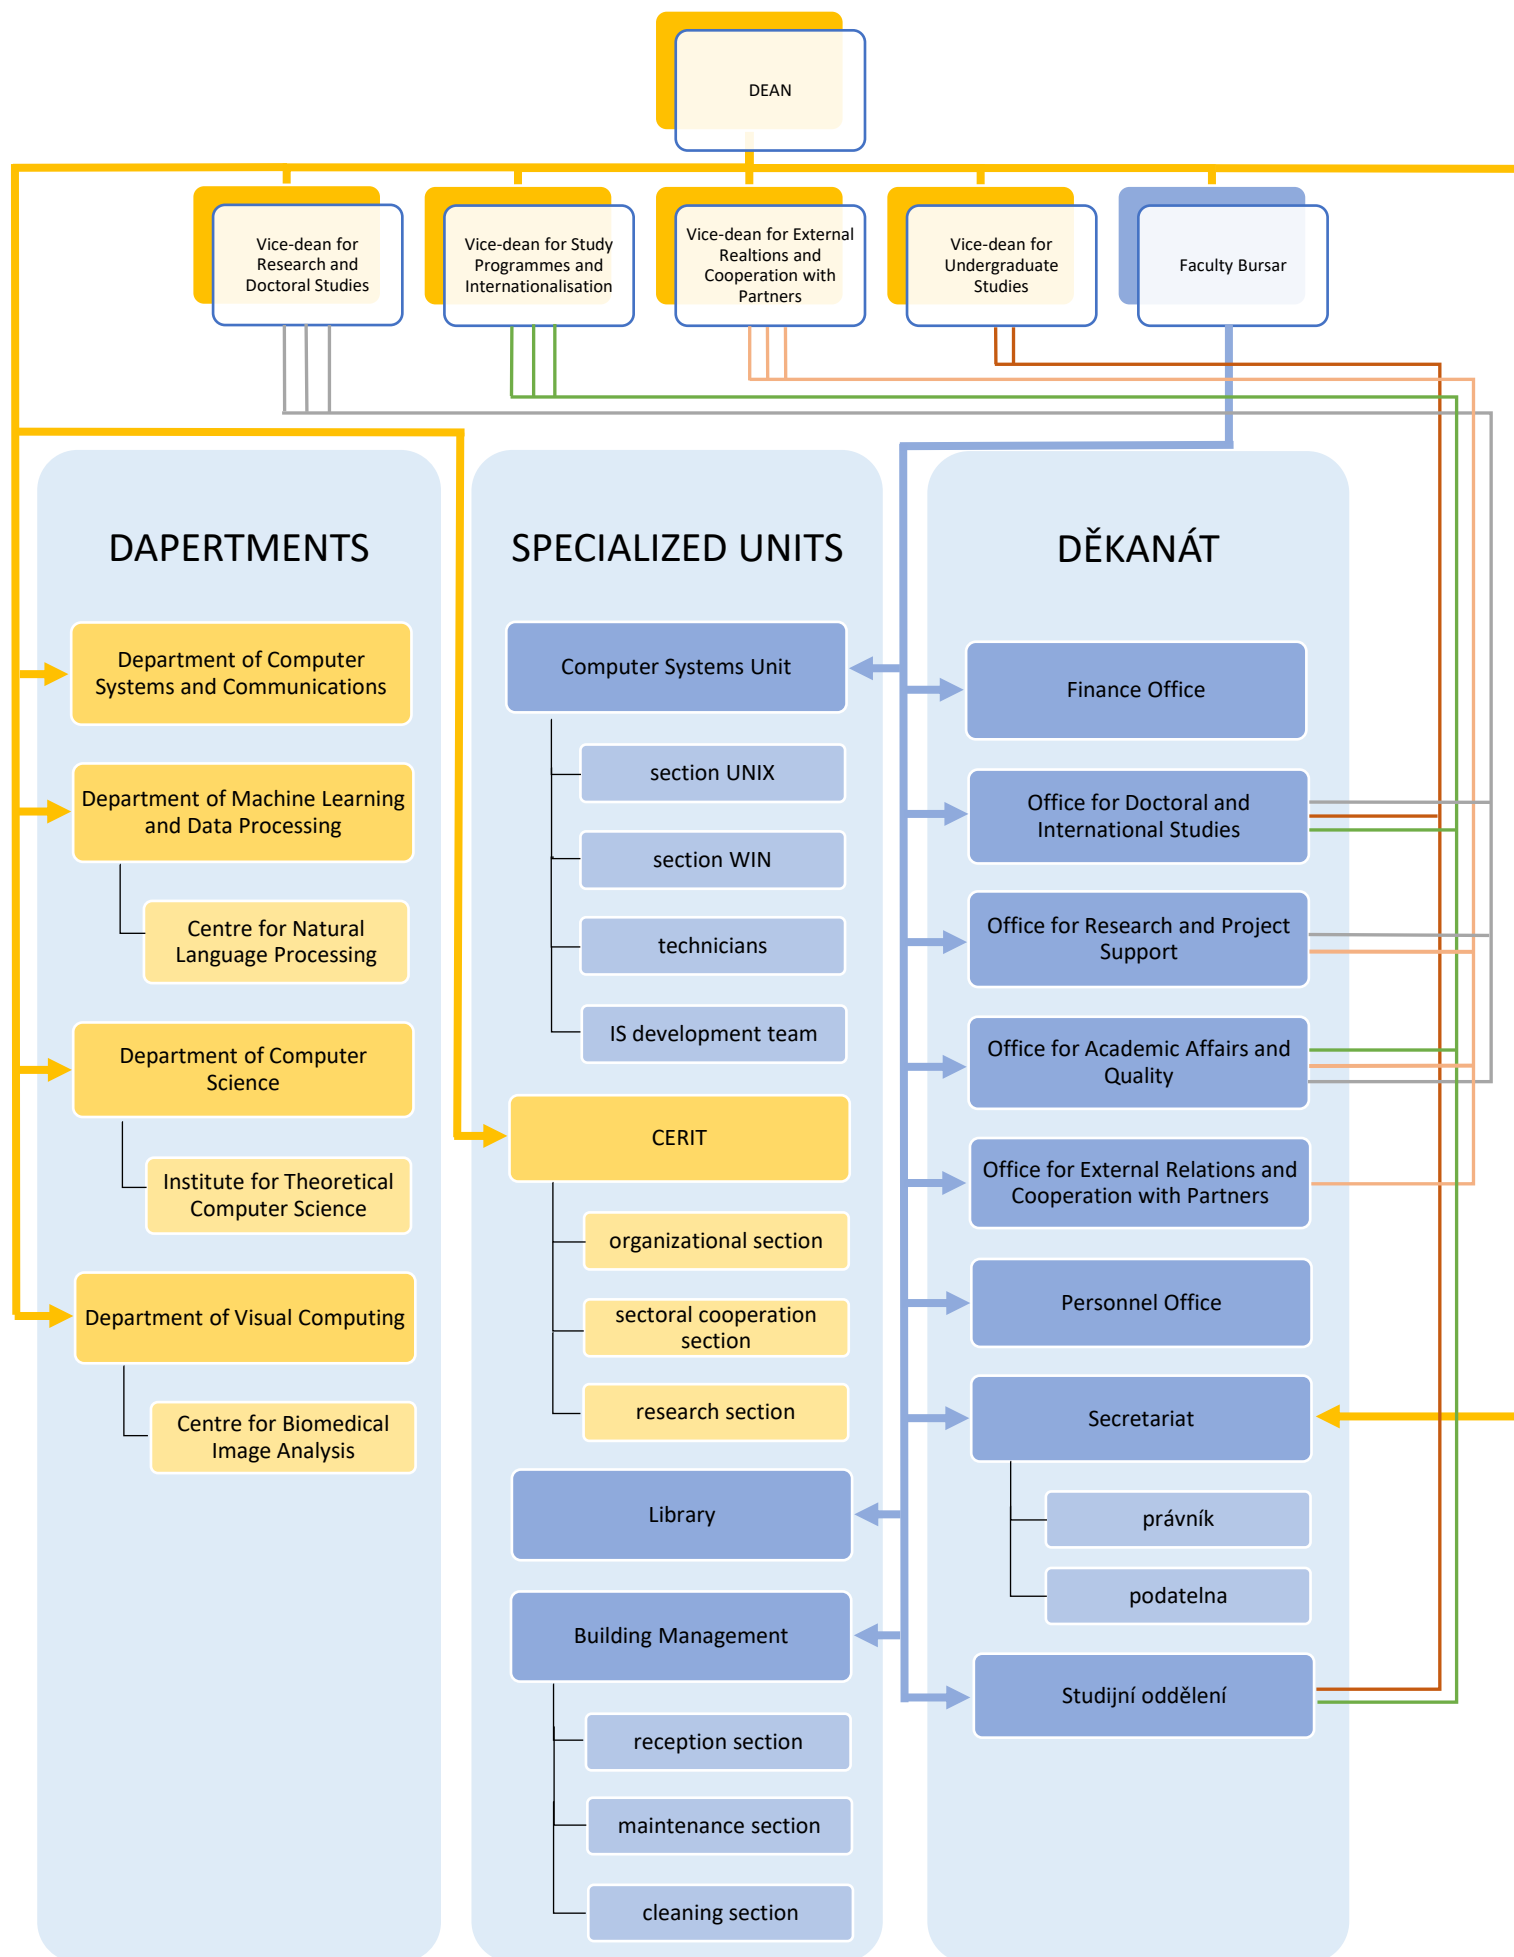 DEAN
Vice-dean for
Research and
Doctoral Studies
Vice-dean for Study
Programmes and
Internationalisation
Vice-dean for External
Realtions and
Cooperation with
Partners
Vice-dean for
Undergraduate
Studies
Faculty Bursar
DAPERTMENTS
Department of Computer
Systems and Communications
Department of Machine Learning
and Data Processing
Centre for Natural
Language Processing
Department of Computer
Science
Institute for Theoretical
Computer Science
Department of Visual Computing
Centre for Biomedical
Image Analysis
SPECIALIZED UNITS
Computer Systems Unit
section UNIX
section WIN
technicians
IS development team
CERIT
organizational section
sectoral cooperation
section
research section
Library
Building Management
reception section
maintenance section
cleaning section
DĚKANÁT
Finance Office
Office for Doctoral and
International Studies
Office for Research and Project
Support
Office for Academic Affairs and
Quality
Office for External Relations and
Cooperation with Partners
Personnel Office
Secretariat
právník
podatelna
Studijní oddělení